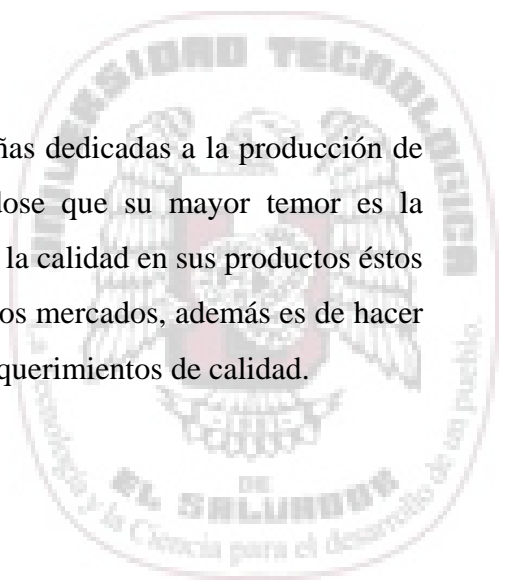 UNIVERSIDAD TECNOLOGICA
ñas dedicadas a la producción de
dose que su mayor temor es la
la calidad en sus productos éstos
os mercados, además es de hacer
querimientos de calidad.
DE
EL SALVADOR
y la Ciencia para el desarrollo de un pueblo.